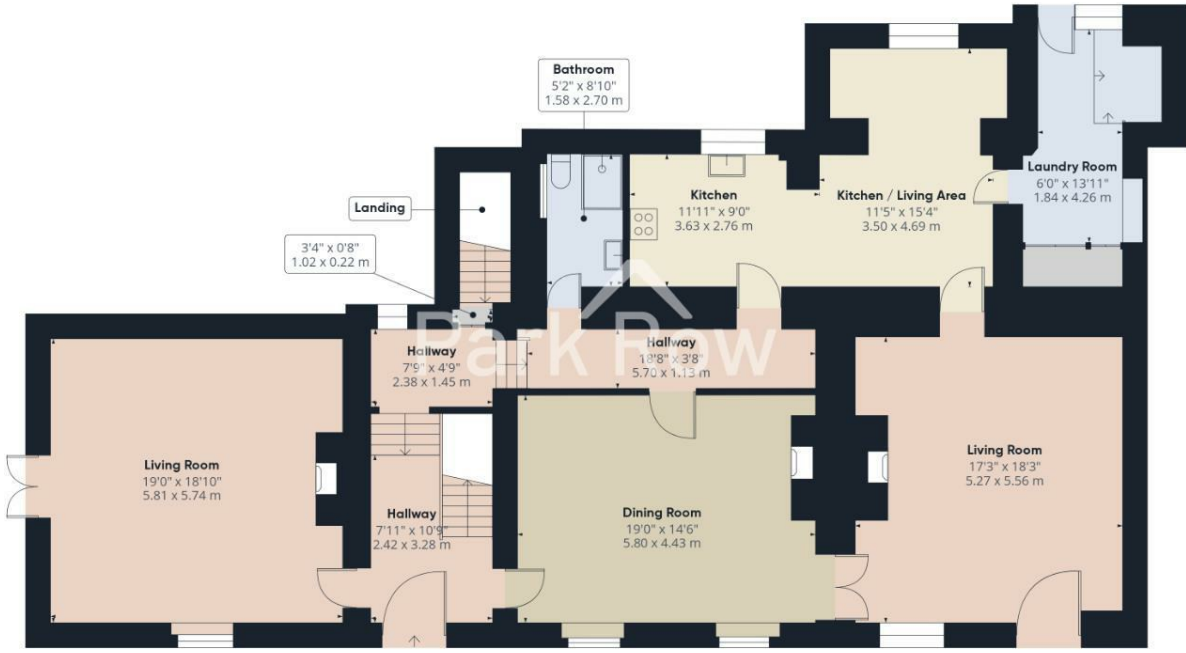 Bathroom
5'2" x 8'10"
1.58 x 2.70 m
Landing
3'4" x 0'8"
1.02 x 0.22 m
Kitchen
11'11" x 9'0"
3.63 x 2.76 m
Kitchen / Living Area
11'5" x 15'4"
3.50 x 4.69 m
Laundry Room
6'0" x 13'11"
1.84 x 4.26 m
Park Row
Hallway
7'9" x 4'9"
2.38 x 1.45 m
Hallway
18'8" x 3'8"
5.70 x 1.13 m
Living Room
19'0" x 18'10"
5.81 x 5.74 m
Hallway
7'11" x 10'9"
2.42 x 3.28 m
Dining Room
19'0" x 14'6"
5.80 x 4.43 m
Living Room
17'3" x 18'3"
5.27 x 5.56 m